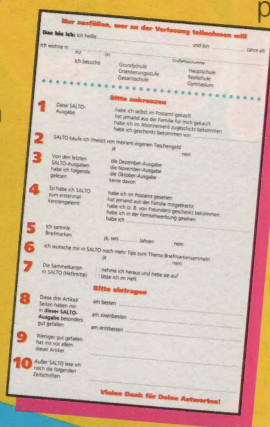 Nur ausfüllen, wer an der Verlosung teilnehmen will
Das bin ich: Ich heiße und bin Jahre alt
Ich wohne in
PLZ Ort Straße/Hausnummer
Ich besuche Grundschule Hauptschule
Orientierungsstufe Realschule
Gesamtschule Gymnasium
Bitte ankreuzen
1 Diese SALTO- habe ich selbst im Postamt gekauft
Ausgabe hat jemand aus der Familie für mich gekauft
habe ich im Abonnement zugeschickt bekommen
habe ich geschenkt bekommen von
2 SALTO kaufe ich (meist) von meinem eigenen Taschengeld
ja nein
3 Von den letzten die Dezember-Ausgabe
SALTO-Ausgaben die November-Ausgabe
habe ich folgende die Oktober-Ausgabe
gelesen keine davon
4 So habe ich SALTO habe ich im Postamt gesehen
zum erstenmal hat jemand aus der Familie mitgebracht
kennengelernt habe ich (z. B. von Freunden) geschenkt bekommen
habe ich in der Fernsehwerbung gesehen
habe ich
5 Ich sammle
Briefmarken ja, seit Jahren nein
6 Ich wünsche mir in SALTO noch mehr Tips zum Thema Briefmarkensammeln
ja nein
7 Die Sammelkarten nehme ich heraus und hebe sie auf
in SALTO (Heftmitte) lasse ich im Heft
Bitte eintragen
8 Diese drei Artikel/ am besten
Seiten haben mir
in dieser SALTO- am zweitbesten
Ausgabe besonders
gut gefallen am drittbesten
9 Weniger gut gefallen
hat mir vor allem
dieser Artikel
10 Außer SALTO lese ich
noch die folgenden
Zeitschriften
Vielen Dank für Deine Antworten!